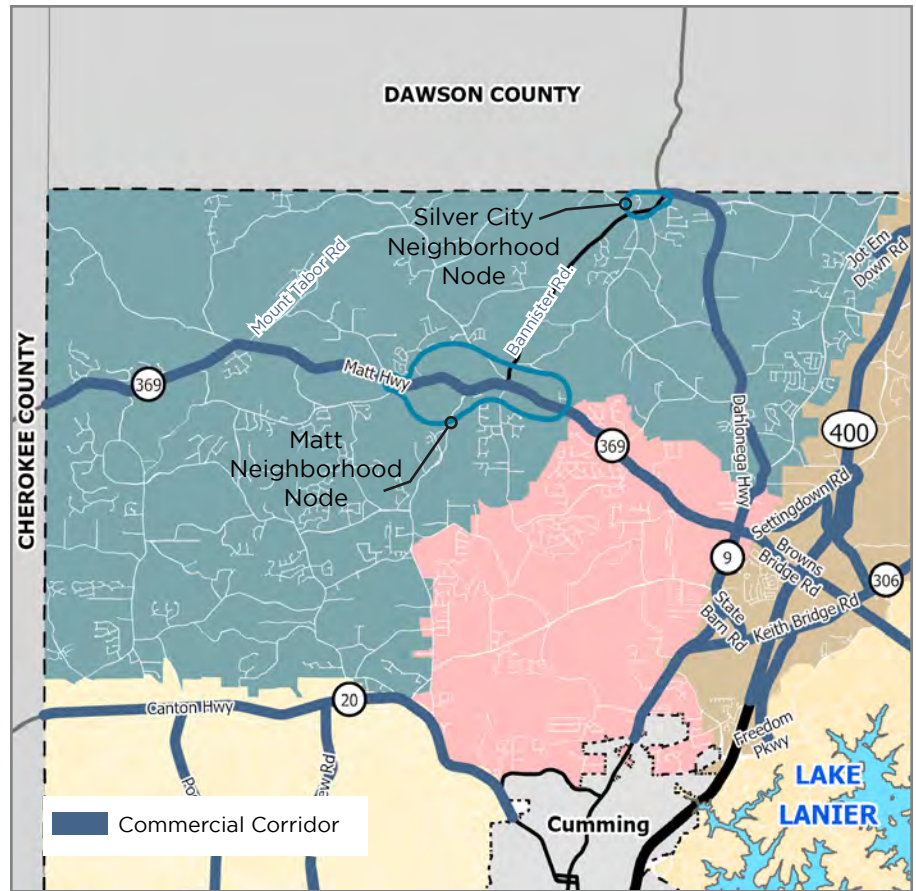 DAWSON COUNTY
Silver City
Neighborhood
Node
Jot Em
Down Rd
Mount Tabor Rd
Bannister Rd.
CHEROKEE COUNTY
369
Matt Hwy
Dahlonega Hwy
400
Matt
Neighborhood
Node
369
Settingdown Rd
9
Browns
Bridge Rd
306
State
Barn Rd
Keith Bridge Rd
20
Canton Hwy
Freedom
Pkwy
LAKE
LANIER
Cumming
Commercial Corridor